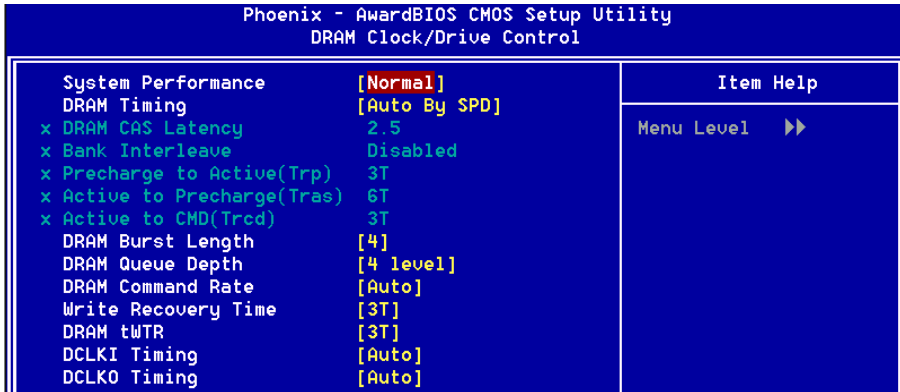 Phoenix - AwardBIOS CMOS Setup Utility
DRAM Clock/Drive Control
System Performance [Normal]
DRAM Timing [Auto By SPD]
x DRAM CAS Latency 2.5
x Bank Interleave Disabled
x Precharge to Active(Trp) 3T
x Active to Precharge(Tras) 6T
x Active to CMD(Trcd) 3T
DRAM Burst Length [4]
DRAM Queue Depth [4 level]
DRAM Command Rate [Auto]
Write Recovery Time [3T]
DRAM tWTR [3T]
DCLKI Timing [Auto]
DCLKO Timing [Auto]
Item Help
Menu Level ▶▶